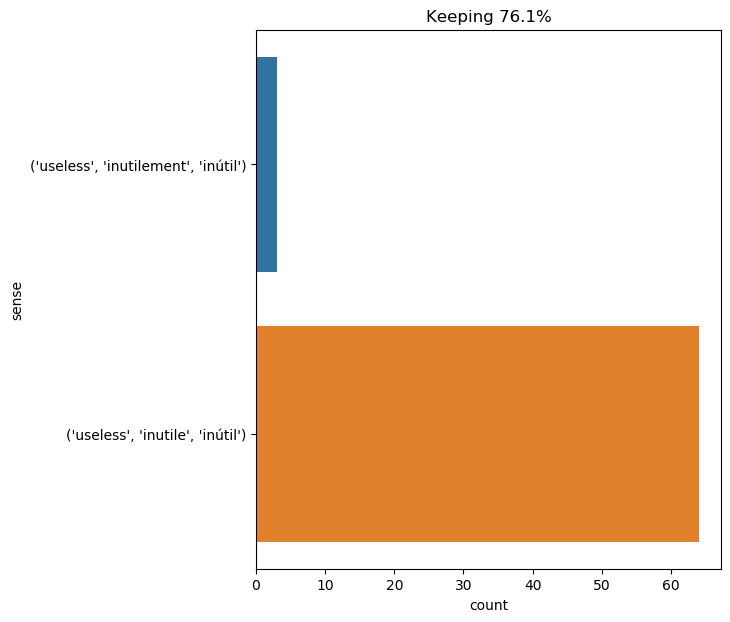 Keeping 76.1%
('useless', 'inutilement', 'inútil')
sense
('useless', 'inutile', 'inútil')
0 10 20 30 40 50 60
count